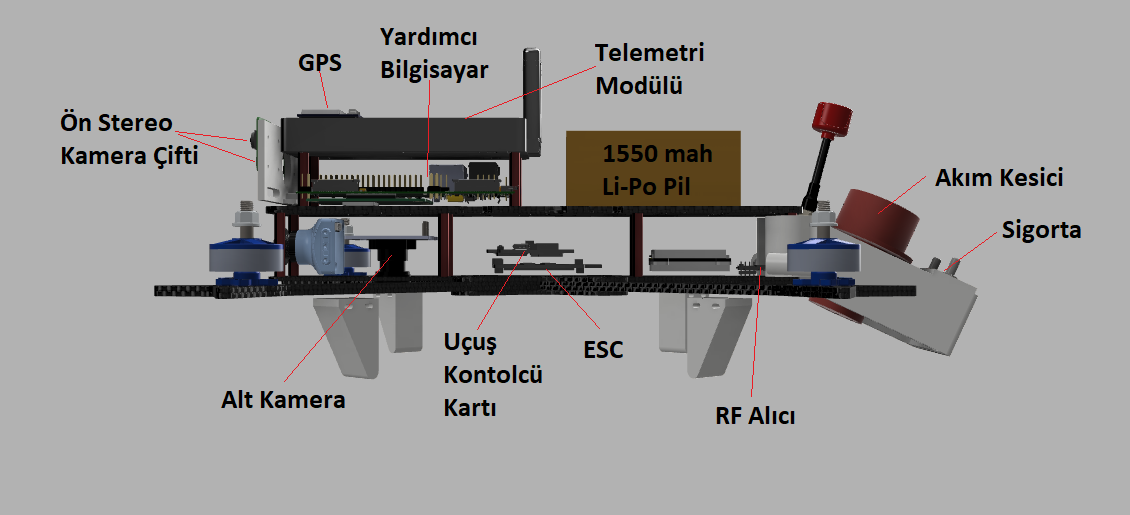 GPS
Yardımcı
Bilgisayar
Telemetri
Modülü
Ön Stereo
Kamera Çifti
1550 mah
Li-Po Pil
Akım Kesici
Sigorta
Alt Kamera
Uçuş
Kontolcü
Kartı
ESC
RF Alıcı